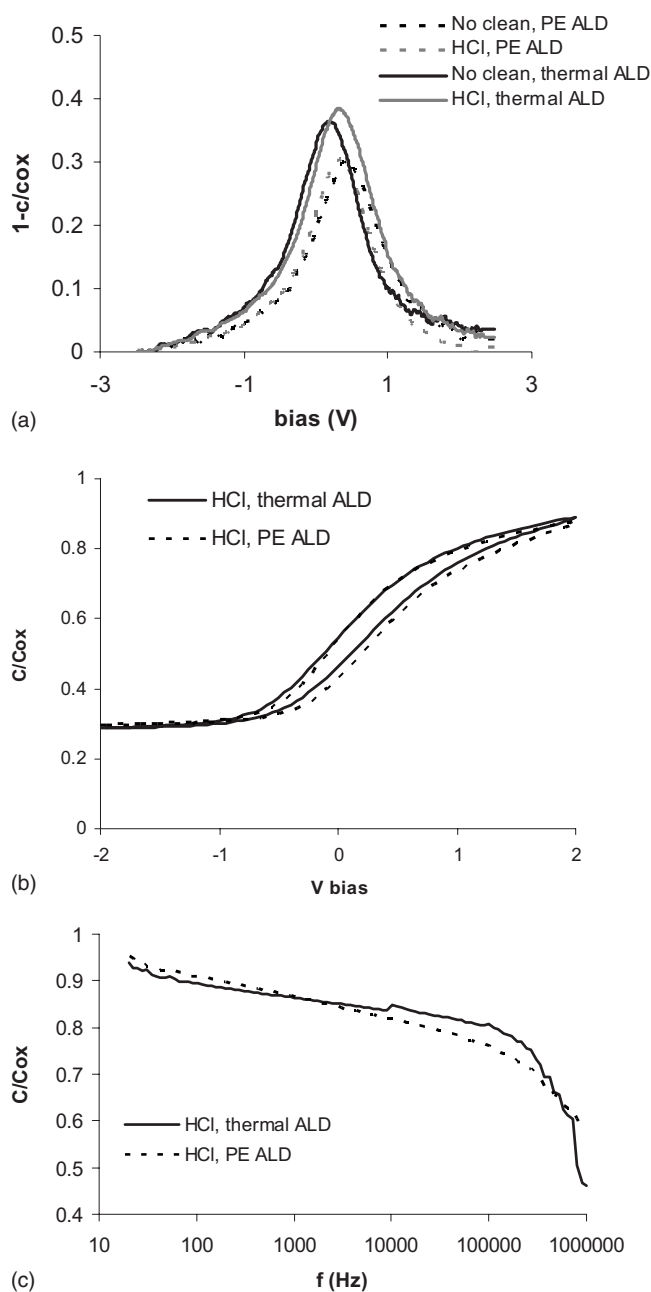 No clean, PE ALD
HCl, PE ALD
No clean, thermal ALD
HCl, thermal ALD
0.5
0.4
0.3
0.2
0.1
0
1-c/cox
-3
-1
1
3
bias (V)
(a)
HCl, thermal ALD
HCl, PE ALD
1
0.8
0.6
0.4
0.2
0
C/Cox
-2
-1
0
1
2
V bias
(b)
1
0.9
0.8
0.7
0.6
0.5
0.4
C/Cox
HCl, thermal ALD
HCl, PE ALD
10
100
1000
10000
100000
1000000
f (Hz)
(c)